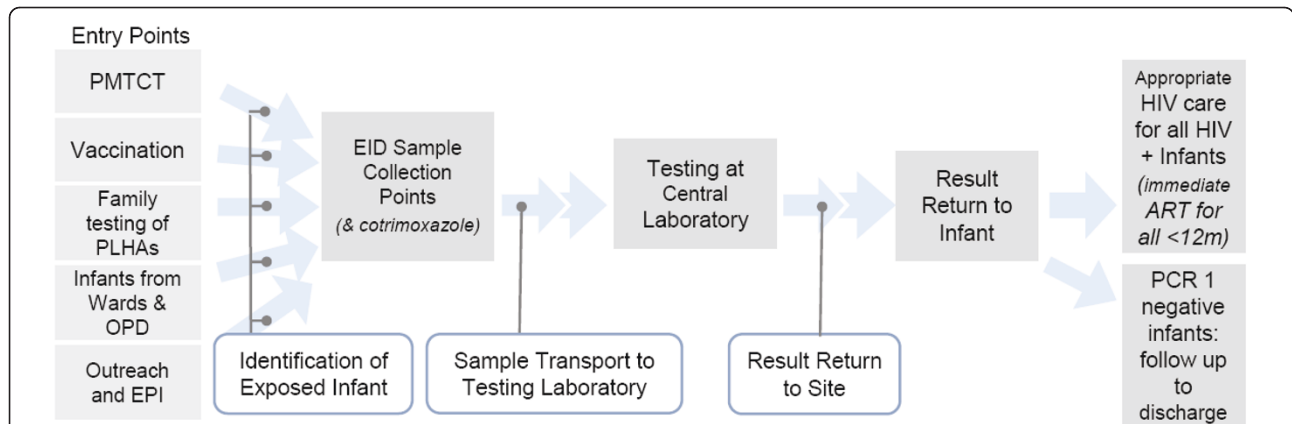 Entry Points
PMTCT
Vaccination
Family
testing of
PLHAs
Infants from
Wards &
OPD
Outreach
and EPI
EID Sample
Collection
Points
(& cotrimoxazole)
Identification of
Exposed Infant
Sample Transport to
Testing Laboratory
Testing at
Central
Laboratory
Result Return
to Site
Result
Return to
Infant
Appropriate
HIV care
for all HIV
+ Infants
(immediate
ART for
all <12m)
PCR 1
negative
infants:
follow up
to
discharge